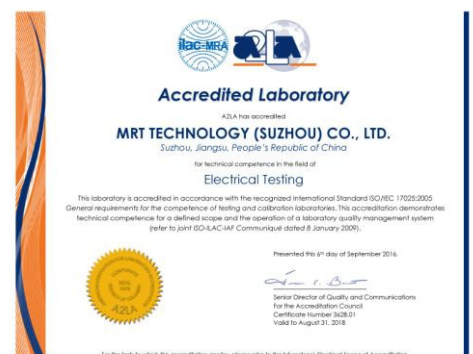 ilac-MRA
A2LA
Accredited Laboratory
A2LA has accredited
MRT TECHNOLOGY (SUZHOU) CO., LTD.
Suzhou, Jiangsu, People's Republic of China
for technical competence in the field of
Electrical Testing
This laboratory is accredited in accordance with the recognized International Standard ISO/IEC 17025:2005
General requirements for the competence of testing and calibration laboratories. This accreditation demonstrates
technical competence for a defined scope and the operation of a laboratory quality management system
(refer to joint ISO-ILAC-IAF Communiqué dated 8 January 2009).
Presented this 6th day of September 2016.
Senior Director of Quality and Communications
For the Accreditation Council
Certificate Number 3628.01
Valid to August 31, 2018
CORPORATE
SEAL
1978
A2LA